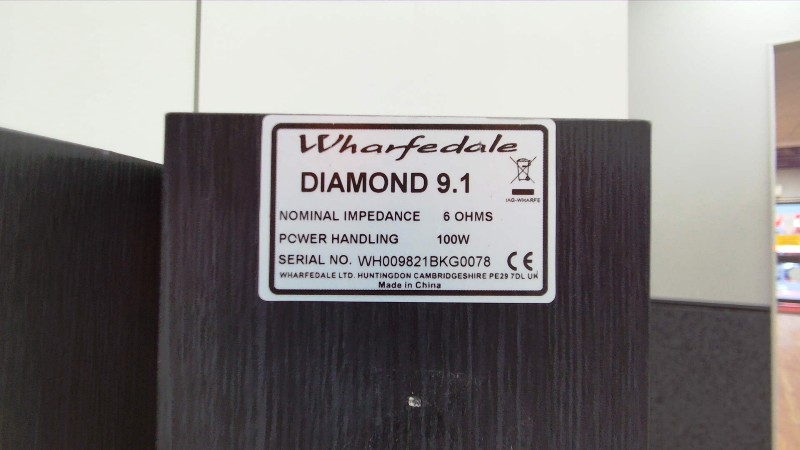 Wharfedale
DIAMOND 9.1
IAG-WHARFE
NOMINAL IMPEDANCE 6 OHMS
POWER HANDLING 100W
SERIAL NO. WH009821BKG0078 CE
WHARFEDALE LTD. HUNTINGDON CAMBRIDGESHIRE PE29 7DL UK
Made in China